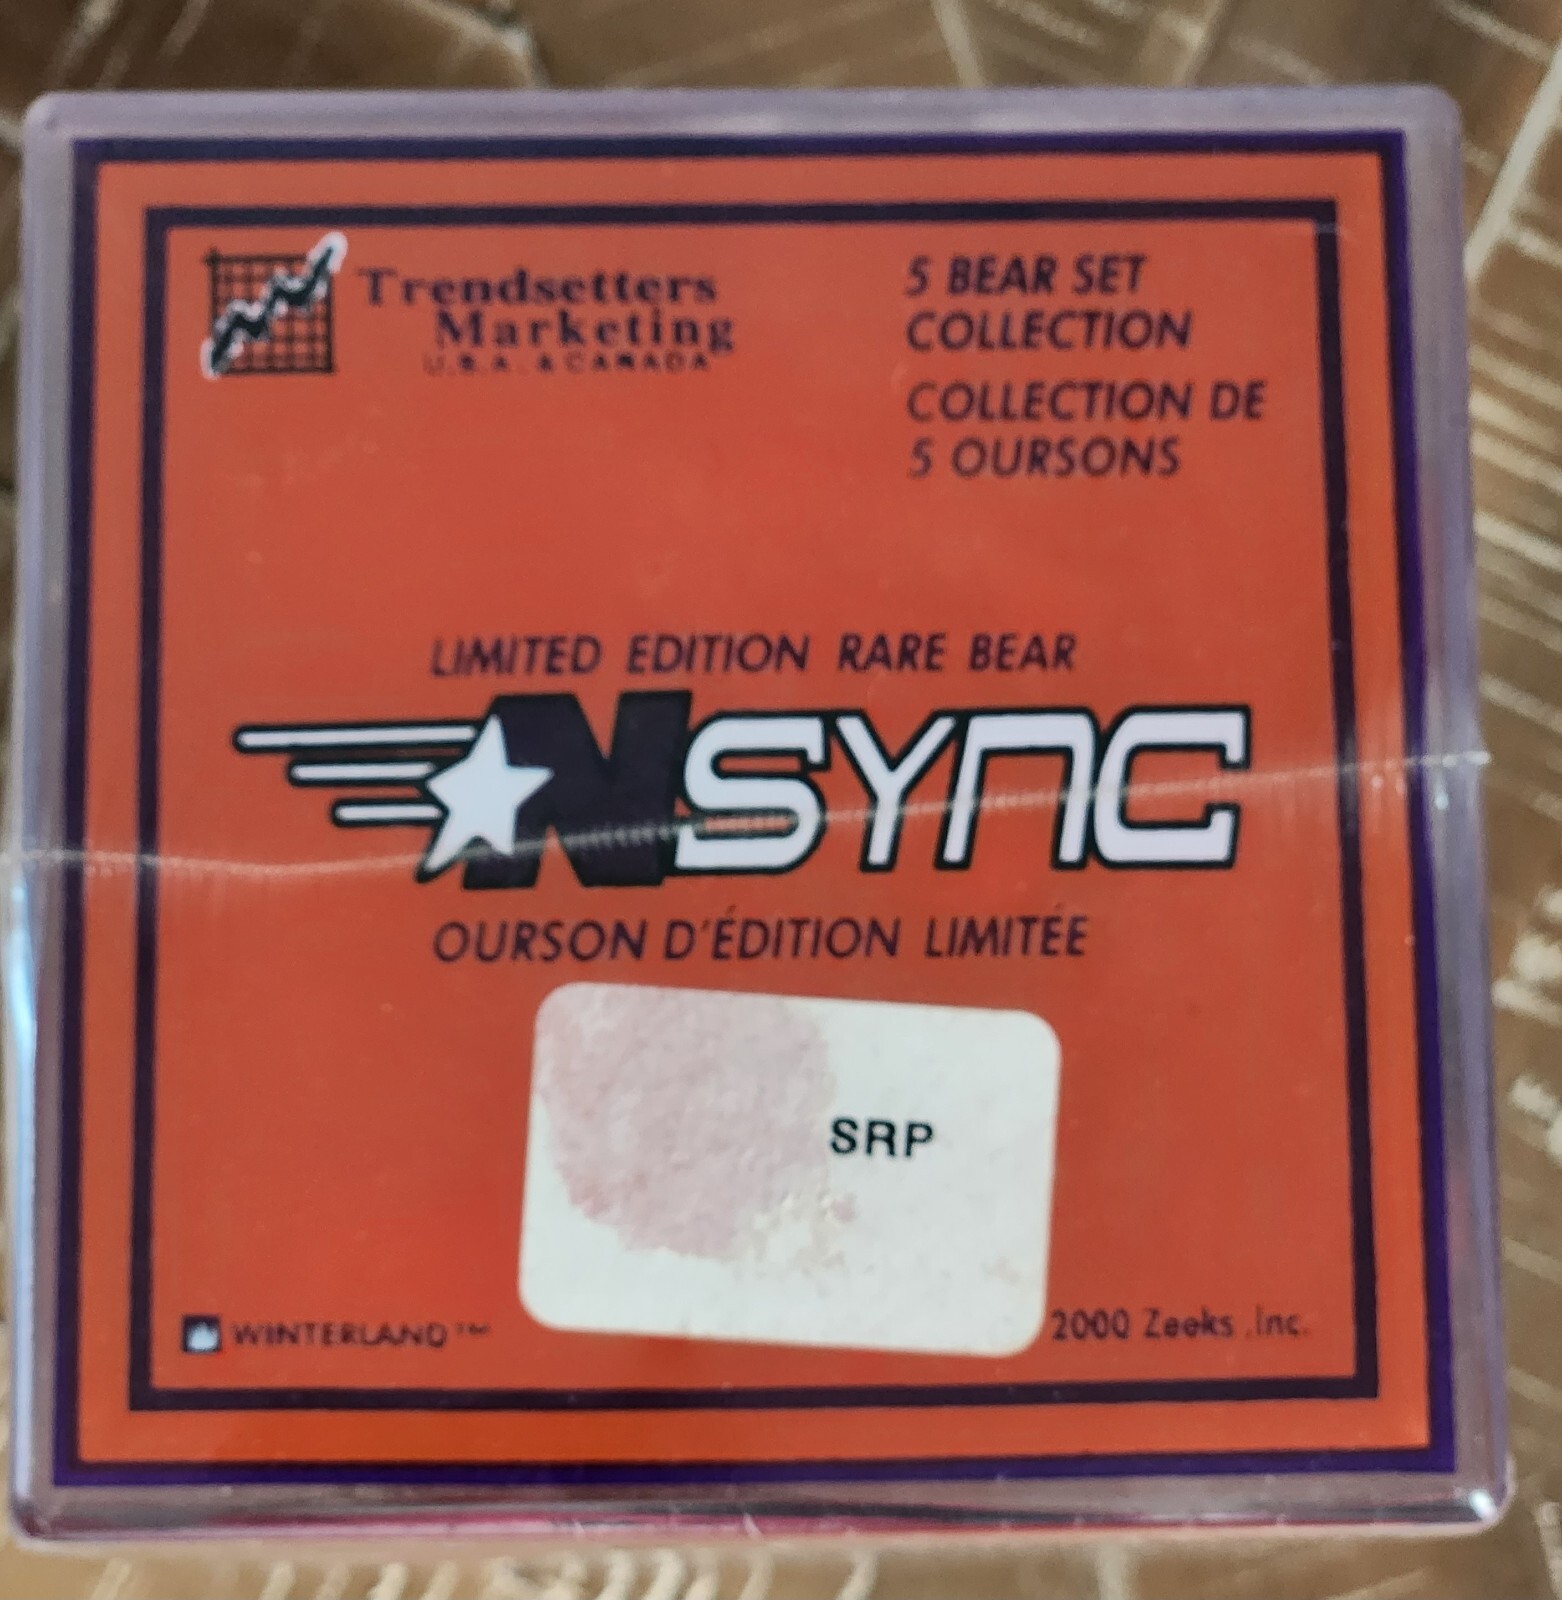 Trendsetters
Marketing
U.S.A. & CANADA
5 BEAR SET
COLLECTION
COLLECTION DE
5 OURSONS
LIMITED EDITION RARE BEAR
NSYNC
OURSON D'ÉDITION LIMITÉE
SRP
WINTERLAND™
2000 Zeeks ,Inc.